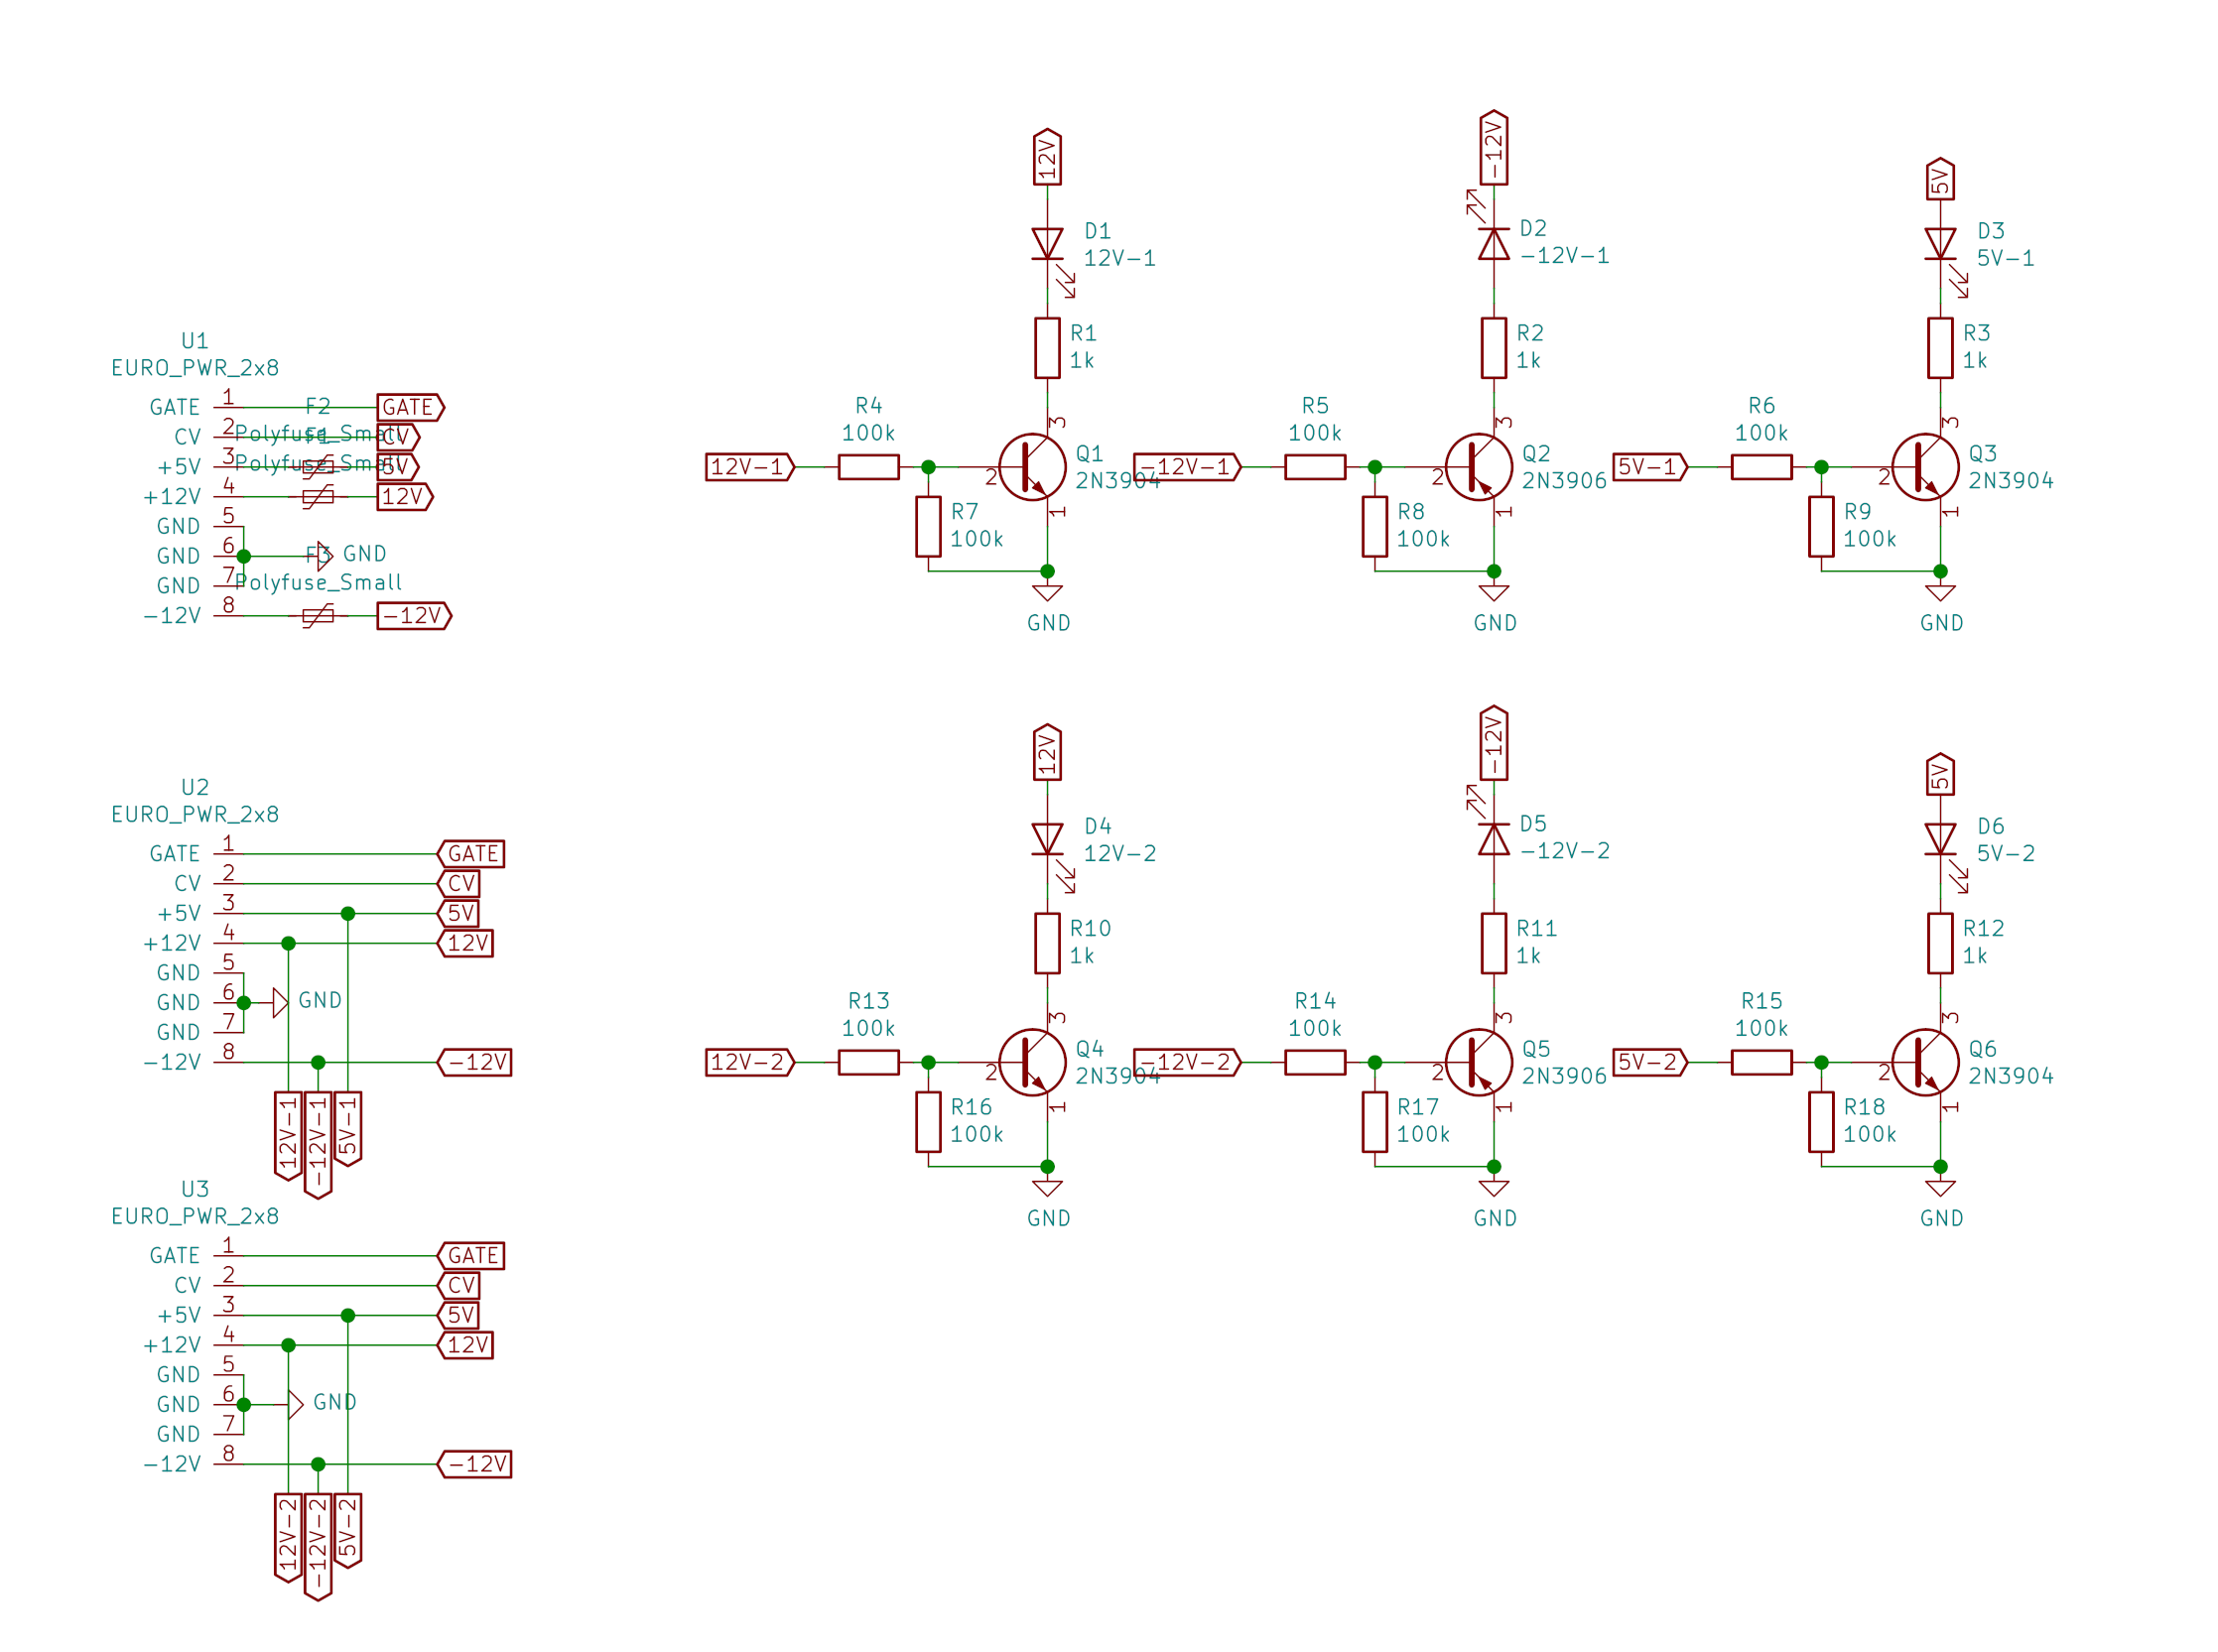 U1
EURO_PWR_2x8
GATE 1 GATE
CV 2 CV
+5V 3 5V
+12V 4 12V
GND 5
GND 6 GND
GND 7
-12V 8 -12V
F2
Polyfuse_Small
F1
Polyfuse_Small
F3
Polyfuse_Small
12V
D1
12V-1
R1
1k
R4
100k
12V-1
R7
100k
Q1
2N3904
3
2
1
GND
-12V
D2
-12V-1
R2
1k
R5
100k
-12V-1
R8
100k
Q2
2N3906
3
2
1
GND
5V
D3
5V-1
R3
1k
R6
100k
5V-1
R9
100k
Q3
2N3904
3
2
1
GND
U2
EURO_PWR_2x8
GATE 1 GATE
CV 2 CV
+5V 3 5V
+12V 4 12V
GND 5
GND 6 GND
GND 7
-12V 8 -12V
12V-1
-12V-1
5V-1
12V
D4
12V-2
R10
1k
R13
100k
12V-2
R16
100k
Q4
2N3904
3
2
1
GND
-12V
D5
-12V-2
R11
1k
R14
100k
-12V-2
R17
100k
Q5
2N3906
3
2
1
GND
5V
D6
5V-2
R12
1k
R15
100k
5V-2
R18
100k
Q6
2N3904
3
2
1
GND
U3
EURO_PWR_2x8
GATE 1 GATE
CV 2 CV
+5V 3 5V
+12V 4 12V
GND 5
GND 6 GND
GND 7
-12V 8 -12V
12V-2
-12V-2
5V-2